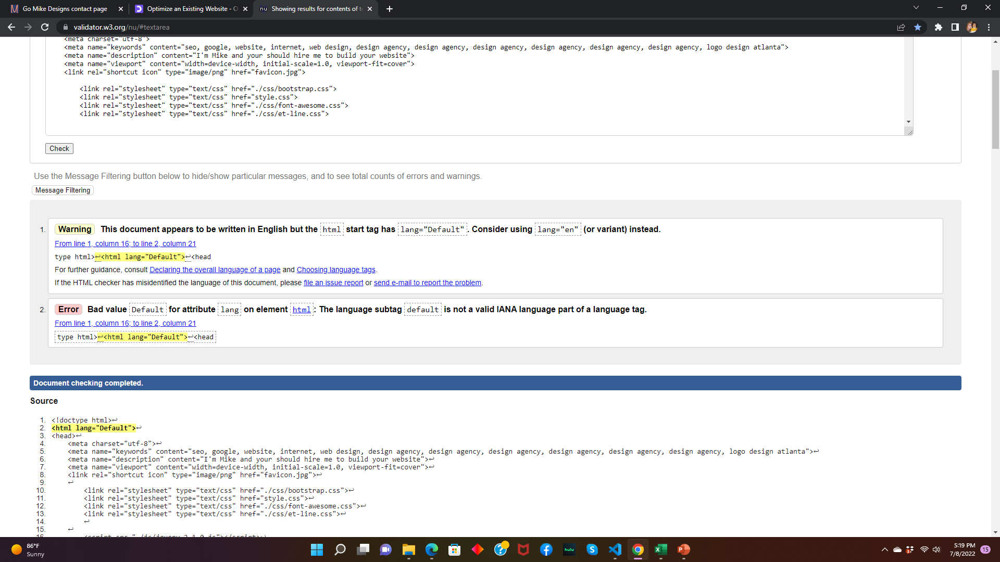 Go Mike Designs contact page
Optimize an Existing Website - O
Showing results for contents of t
validator.w3.org/nu/#textarea
<meta charset="utf-8">
<meta name="keywords" content="seo, google, website, internet, web design, design agency, design agency, design agency, design agency, design agency, design agency, logo design atlanta">
<meta name="description" content="I'm Mike and your should hire me to build your website">
<meta name="viewport" content="width=device-width, initial-scale=1.0, viewport-fit=cover">
<link rel="shortcut icon" type="image/png" href="favicon.jpg">
<link rel="stylesheet" type="text/css" href="./css/bootstrap.css">
<link rel="stylesheet" type="text/css" href="style.css">
<link rel="stylesheet" type="text/css" href="./css/font-awesome.css">
<link rel="stylesheet" type="text/css" href="./css/et-line.css">
Check
Use the Message Filtering button below to hide/show particular messages, and to see total counts of errors and warnings.
Message Filtering
1. Warning This document appears to be written in English but the html start tag has lang="Default". Consider using lang="en" (or variant) instead.
From line 1, column 16; to line 2, column 21
type html>↩<html lang="Default">↩<head
For further guidance, consult Declaring the overall language of a page and Choosing language tags.
If the HTML checker has misidentified the language of this document, please file an issue report or send e-mail to report the problem.
2. Error Bad value Default for attribute lang on element html: The language subtag default is not a valid IANA language part of a language tag.
From line 1, column 16; to line 2, column 21
type html>↩<html lang="Default">↩<head
Document checking completed.
Source
1. <!doctype html>↩
2. <html lang="Default">↩
3. <head>↩
4. <meta charset="utf-8">↩
5. <meta name="keywords" content="seo, google, website, internet, web design, design agency, design agency, design agency, design agency, design agency, design agency, logo design atlanta">↩
6. <meta name="description" content="I'm Mike and your should hire me to build your website">↩
7. <meta name="viewport" content="width=device-width, initial-scale=1.0, viewport-fit=cover">↩
8. <link rel="shortcut icon" type="image/png" href="favicon.jpg">↩
9. ↩
10. <link rel="stylesheet" type="text/css" href="./css/bootstrap.css">↩
11. <link rel="stylesheet" type="text/css" href="style.css">↩
12. <link rel="stylesheet" type="text/css" href="./css/font-awesome.css">↩
13. <link rel="stylesheet" type="text/css" href="./css/et-line.css">↩
14. ↩
15. ↩
86°F
Sunny
hulu
5:19 PM
7/8/2022
15